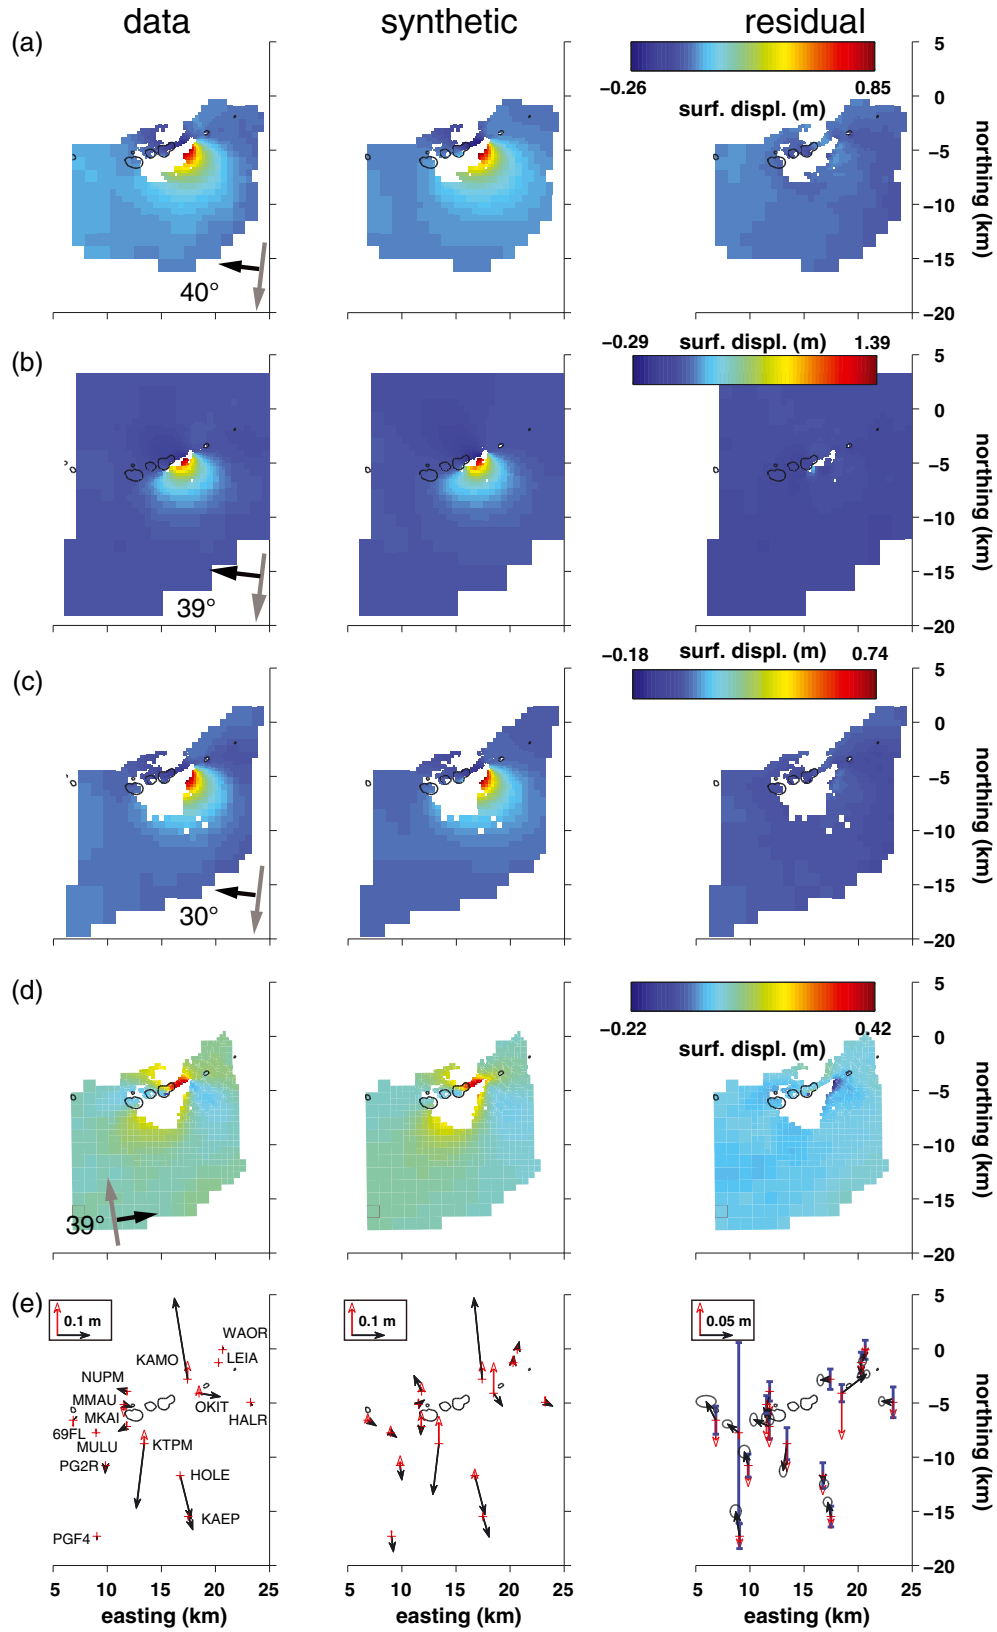 data synthetic residual
(a)
−0.26 0.85
surf. displ. (m)
5
0
−5
−10
−15
−20
northing (km)
40°
(b)
−0.29 surf. displ. (m) 1.39
5
0
−5
−10
−15
−20
northing (km)
39°
(c)
−0.18 surf. displ. (m) 0.74
5
0
−5
−10
−15
−20
northing (km)
30°
(d)
−0.22 0.42
surf. displ. (m)
5
0
−5
−10
−15
−20
northing (km)
39°
(e)
0.1 m
WAOR
KAMO
LEIA
NUPM
MMAU
OKIT
MKAI
HALR
69FL
MULU
KTPM
PG2R
HOLE
KAEP
PGF4
0.1 m
0.05 m
5
0
−5
−10
−15
−20
northing (km)
5 10 15 20 25
5 10 15 20 25
5 10 15 20 25
easting (km) easting (km) easting (km)